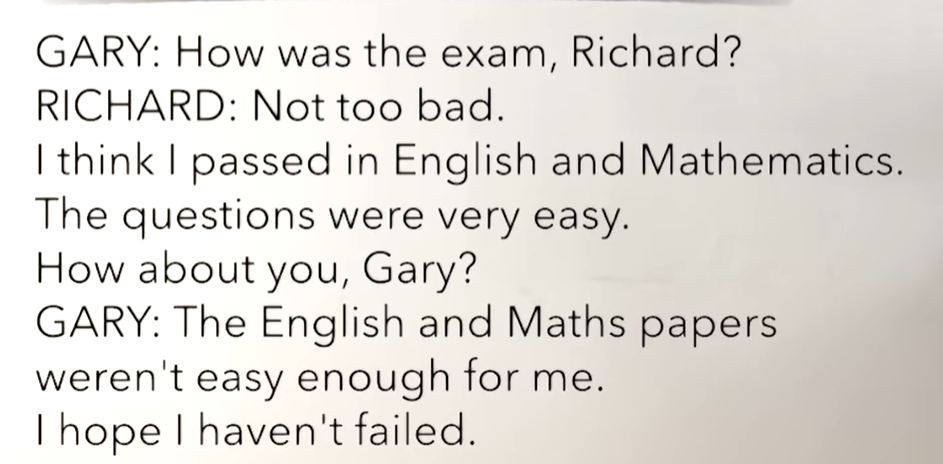 GARY: How was the exam, Richard?
RICHARD: Not too bad.
I think I passed in English and Mathematics.
The questions were very easy.
How about you, Gary?
GARY: The English and Maths papers
weren't easy enough for me.
I hope I haven't failed.